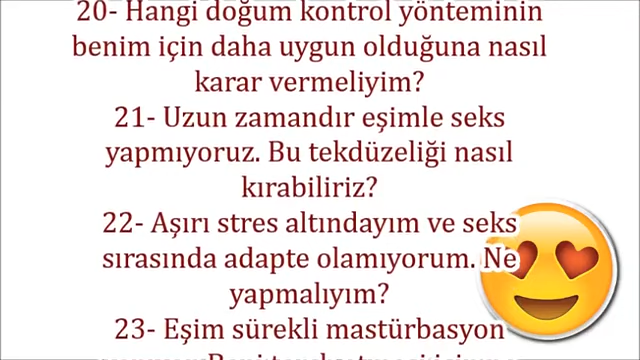 20- Hangi doğum kontrol yönteminin
benim için daha uygun olduğuna nasıl
karar vermeliyim?
21- Uzun zamandır eşimle seks
yapmıyoruz. Bu tekdüzeliği nasıl
kırabiliriz?
22- Aşırı stres altındayım ve seks
sırasında adapte olamıyorum. Ne
yapmalıyım?
23- Eşim sürekli mastürbasyon